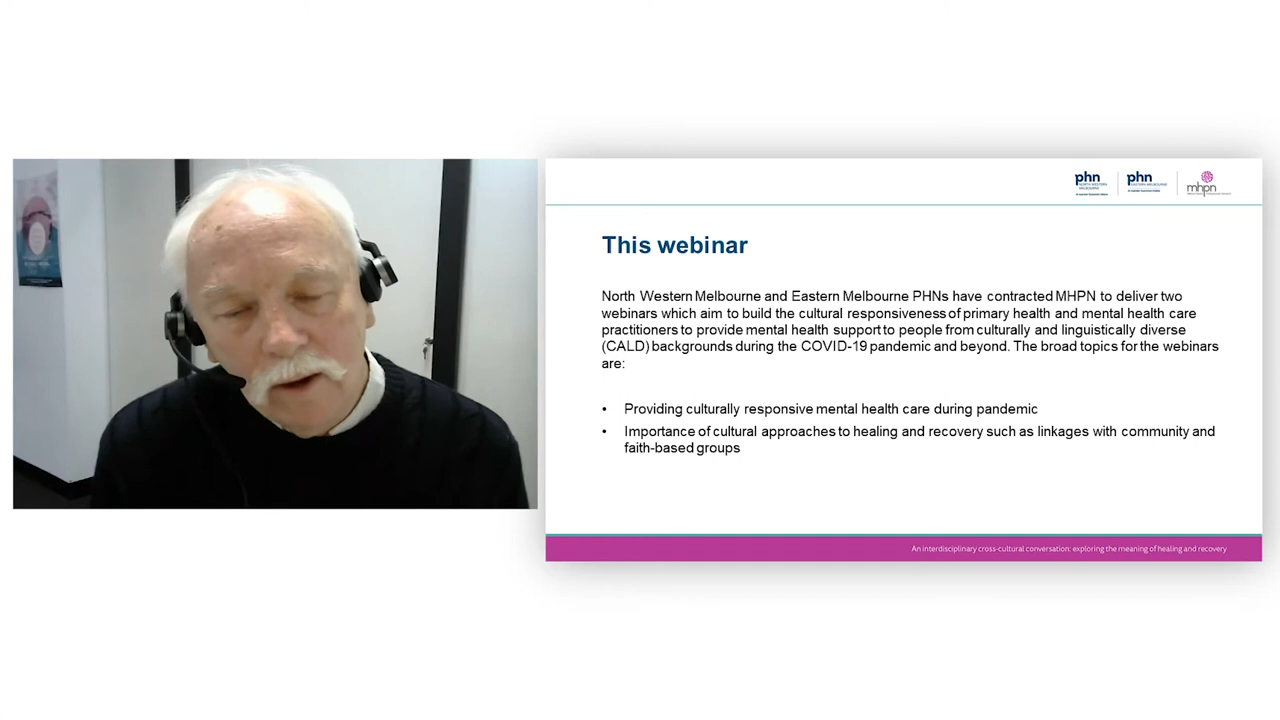 phn
NORTH WESTERN
MELBOURNE
phn
EASTERN MELBOURNE
mhpn
This webinar
North Western Melbourne and Eastern Melbourne PHNs have contracted MHPN to deliver two
webinars which aim to build the cultural responsiveness of primary health and mental health care
practitioners to provide mental health support to people from culturally and linguistically diverse
(CALD) backgrounds during the COVID-19 pandemic and beyond. The broad topics for the webinars
are:
• Providing culturally responsive mental health care during pandemic
• Importance of cultural approaches to healing and recovery such as linkages with community and
faith-based groups
An interdisciplinary cross-cultural conversation: exploring the meaning of healing and recovery